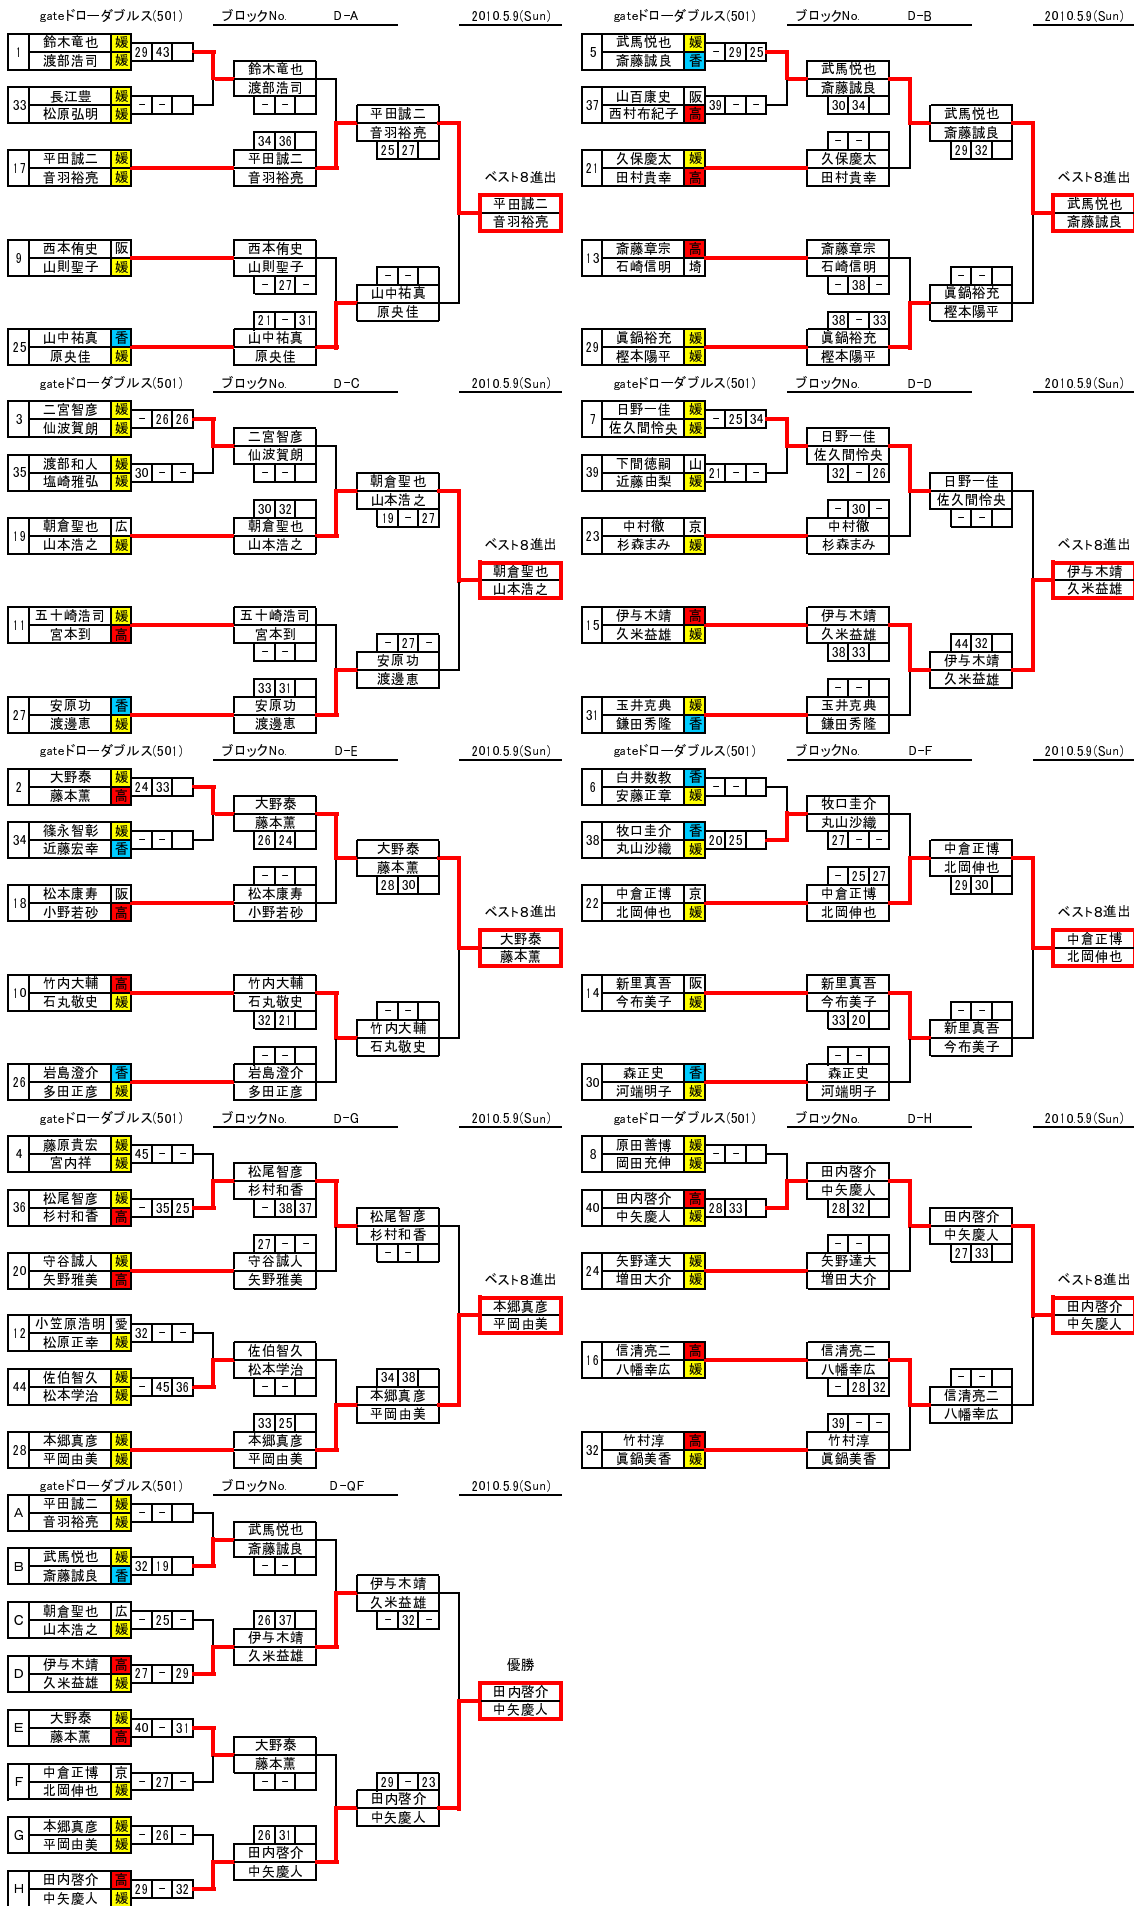 gateドローダブルス(501) ブロックNo. D-A 2010.5.9(Sun)
1 鈴木竜也 媛 29 43
渡部浩司 媛
鈴木竜也
渡部浩司
- -
33 長江豊 媛 - -
松原弘明 媛
平田誠二
音羽裕亮
25 27
34 36
17 平田誠二 媛 平田誠二
音羽裕亮 媛 音羽裕亮
ベスト8進出
平田誠二
音羽裕亮
9 西本侑史 阪 西本侑史
山則聖子 媛 山則聖子
- 27 -
- -
山中祐真
原央佳
21 - 31
25 山中祐真 香 山中祐真
原央佳 媛 原央佳
gateドローダブルス(501) ブロックNo. D-B 2010.5.9(Sun)
5 武馬悦也 媛 - 29 25
斎藤誠良 香
武馬悦也
斎藤誠良
30 34
37 山百康史 阪 39 - -
西村布紀子 高
武馬悦也
斎藤誠良
29 32
- -
21 久保慶太 媛 久保慶太
田村貴幸 高 田村貴幸
ベスト8進出
武馬悦也
斎藤誠良
13 斎藤章宗 高 斎藤章宗
石崎信明 埼 石崎信明
- 38 -
- -
眞鍋裕充
樫本陽平
38 - 33
29 眞鍋裕充 媛 眞鍋裕充
樫本陽平 媛 樫本陽平
gateドローダブルス(501) ブロックNo. D-C 2010.5.9(Sun)
3 二宮智彦 媛 - 26 26
仙波賀朗 媛
二宮智彦
仙波賀朗
- -
35 渡部和人 媛 30 - -
塩崎雅弘 媛
朝倉聖也
山本浩之
19 - 27
30 32
19 朝倉聖也 広 朝倉聖也
山本浩之 媛 山本浩之
ベスト8進出
朝倉聖也
山本浩之
11 五十崎浩司 媛 五十崎浩司
宮本到 高 宮本到
- -
- 27 -
安原功
渡邊恵
33 31
27 安原功 香 安原功
渡邊恵 媛 渡邊恵
gateドローダブルス(501) ブロックNo. D-D 2010.5.9(Sun)
7 日野一佳 媛 - 25 34
佐久間怜央 媛
日野一佳
佐久間怜央
32 - 26
39 下間徳嗣 山 21 - -
近藤由梨 媛
日野一佳
佐久間怜央
- -
- 30 -
23 中村徹 京 中村徹
杉森まみ 媛 杉森まみ
ベスト8進出
伊与木靖
久米益雄
15 伊与木靖 高 伊与木靖
久米益雄 媛 久米益雄
38 33
44 32
伊与木靖
久米益雄
- -
31 玉井克典 媛 玉井克典
鎌田秀隆 香 鎌田秀隆
gateドローダブルス(501) ブロックNo. D-E 2010.5.9(Sun)
2 大野泰 媛 24 33
藤本薫 高
大野泰
藤本薫
26 24
34 篠永智彰 媛 - -
近藤宏幸 香
大野泰
藤本薫
28 30
- -
18 松本康寿 阪 松本康寿
小野若砂 高 小野若砂
ベスト8進出
大野泰
藤本薫
10 竹内大輔 高 竹内大輔
石丸敬史 媛 石丸敬史
32 21
- -
竹内大輔
石丸敬史
- -
26 岩島澄介 香 岩島澄介
多田正彦 媛 多田正彦
gateドローダブルス(501) ブロックNo. D-F 2010.5.9(Sun)
6 白井数教 香 - -
安藤正章 媛
牧口圭介
丸山沙織
27 - -
38 牧口圭介 香 20 25
丸山沙織 媛
中倉正博
北岡伸也
29 30
- 25 27
22 中倉正博 京 中倉正博
北岡伸也 媛 北岡伸也
ベスト8進出
中倉正博
北岡伸也
14 新里真吾 阪 新里真吾
今布美子 媛 今布美子
33 20
- -
新里真吾
今布美子
- -
30 森正史 香 森正史
河端明子 媛 河端明子
gateドローダブルス(501) ブロックNo. D-G 2010.5.9(Sun)
4 藤原貴宏 媛 45 - -
宮内祥 媛
松尾智彦
杉村和香
- 38 37
36 松尾智彦 媛 - 35 25
杉村和香 高
松尾智彦
杉村和香
- -
27 - -
20 守谷誠人 媛 守谷誠人
矢野雅美 高 矢野雅美
ベスト8進出
本郷真彦
平岡由美
12 小笠原浩明 愛 32 - -
松原正幸 媛
佐伯智久
松本学治
- -
44 佐伯智久 媛 - 45 36
松本学治 媛
34 38
本郷真彦
平岡由美
33 25
28 本郷真彦 媛 本郷真彦
平岡由美 媛 平岡由美
gateドローダブルス(501) ブロックNo. D-H 2010.5.9(Sun)
8 原田善博 媛 - -
岡田充伸 媛
田内啓介
中矢慶人
28 32
40 田内啓介 高 28 33
中矢慶人 媛
田内啓介
中矢慶人
27 33
- -
24 矢野達大 媛 矢野達大
増田大介 媛 増田大介
ベスト8進出
田内啓介
中矢慶人
16 信清亮二 高 信清亮二
八幡幸広 媛 八幡幸広
- 28 32
- -
信清亮二
八幡幸広
39 - -
32 竹村淳 高 竹村淳
眞鍋美香 媛 眞鍋美香
gateドローダブルス(501) ブロックNo. D-QF 2010.5.9(Sun)
A 平田誠二 媛 - -
音羽裕亮 媛
武馬悦也
斎藤誠良
- -
B 武馬悦也 媛 32 19
斎藤誠良 香
伊与木靖
久米益雄
- 32 -
C 朝倉聖也 広 - 25 -
山本浩之 媛
26 37
伊与木靖
久米益雄
D 伊与木靖 高 27 - 29
久米益雄 媛
優勝
田内啓介
中矢慶人
E 大野泰 媛 40 - 31
藤本薫 高
大野泰
藤本薫
- -
F 中倉正博 京 - 27 -
北岡伸也 媛
29 - 23
田内啓介
中矢慶人
G 本郷真彦 媛 - 26 -
平岡由美 媛
26 31
田内啓介
中矢慶人
H 田内啓介 高 29 - 32
中矢慶人 媛